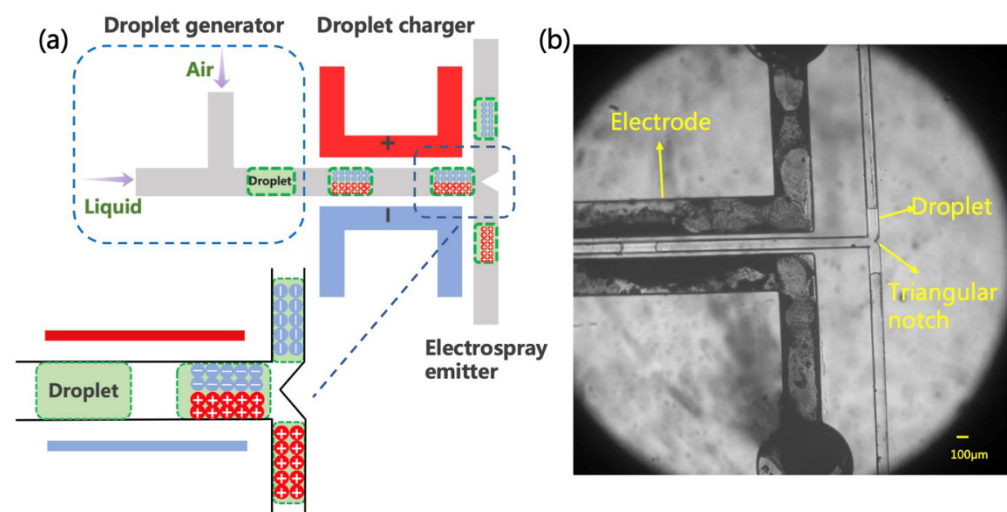 (a)
Droplet generator
Air
Liquid
Droplet
Droplet charger
+
-
Electrospray
emitter
Droplet
(b)
Electrode
Droplet
Triangular
notch
100μm